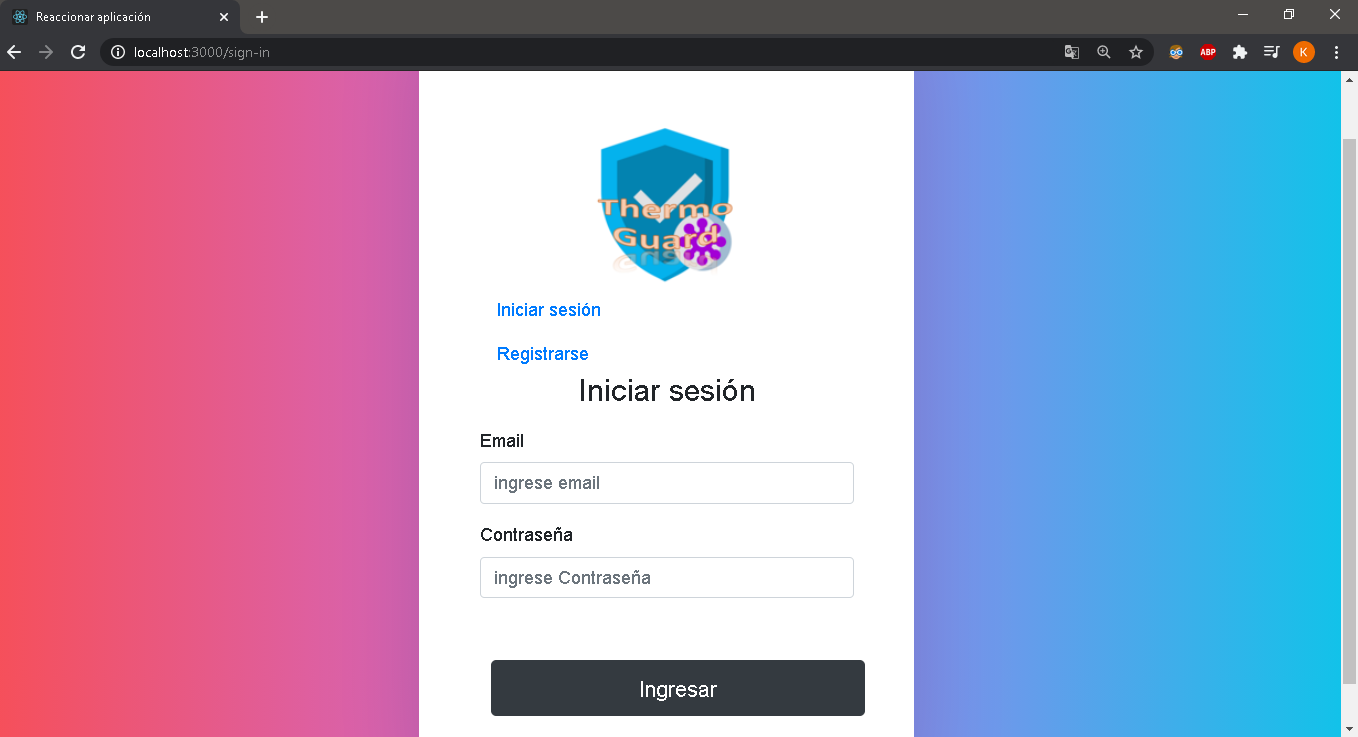 Reaccionar aplicación
localhost:3000/sign-in
ABP
K
Thermo
Guard
Iniciar sesión
Registrarse
Iniciar sesión
Email
ingrese email
Contraseña
ingrese Contraseña
Ingresar